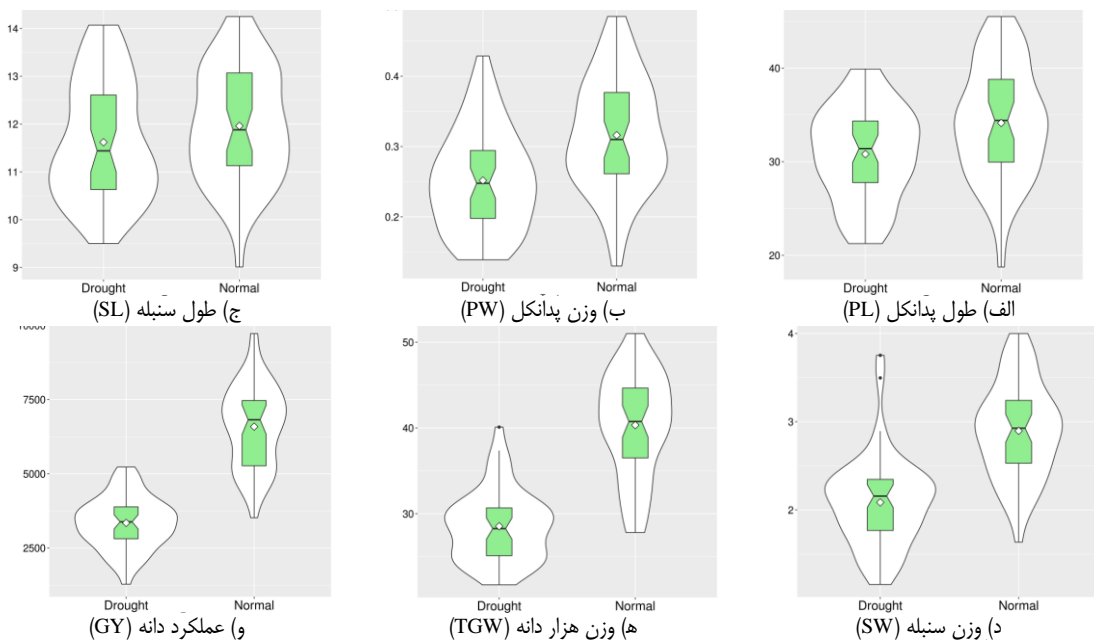 40
30
20
Drought Normal
الف) طول پدانکل (PL)
0.4
0.3
0.2
Drought Normal
ب) وزن پدانکل (PW)
14
13
12
11
10
9
Drought Normal
ج) طول سنبله (SL)
4
3
2
Drought Normal
د) وزن سنبله (SW)
50
40
30
Drought Normal
ه) وزن هزار دانه (TGW)
10000
7500
5000
2500
Drought Normal
و) عملکرد دانه (GY)